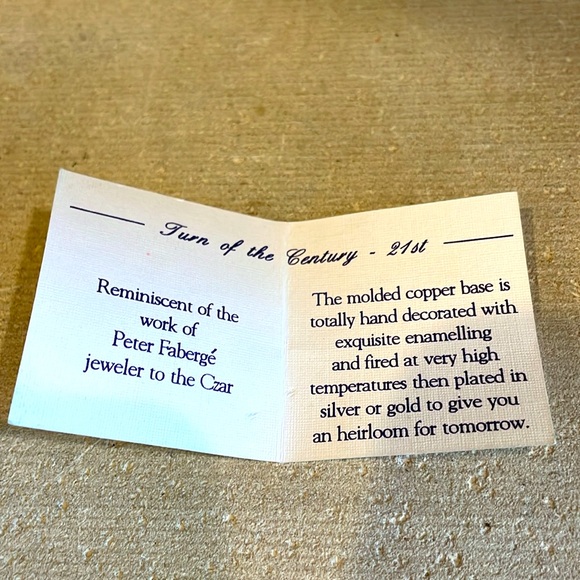 Turn of the Century - 21st
Reminiscent of the
work of
Peter Fabergé
jeweler to the Czar
The molded copper base is
totally hand decorated with
exquisite enamelling
and fired at very high
temperatures then plated in
silver or gold to give you
an heirloom for tomorrow.